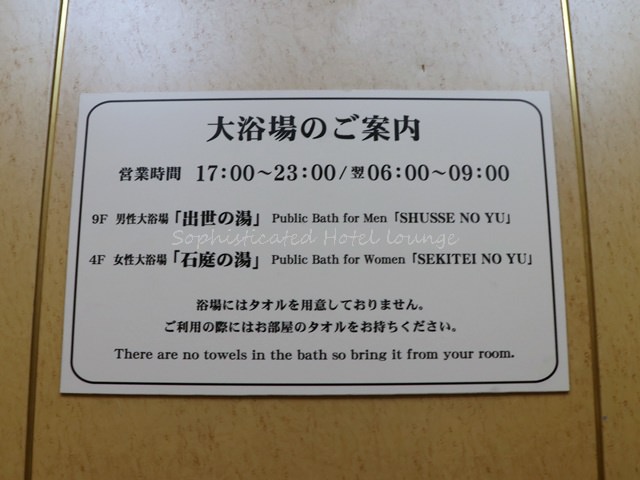 大浴場のご案内
営業時間 17:00～23:00/翌06:00～09:00
9F 男性大浴場「出世の湯」 Public Bath for Men「SHUSSE NO YU」
Sophisticated Hotel lounge
4F 女性大浴場「石庭の湯」 Public Bath for Women「SEKITEI NO YU」
浴場にはタオルを用意しておりません。
ご利用の際にはお部屋のタオルをお持ちください。
There are no towels in the bath so bring it from your room.